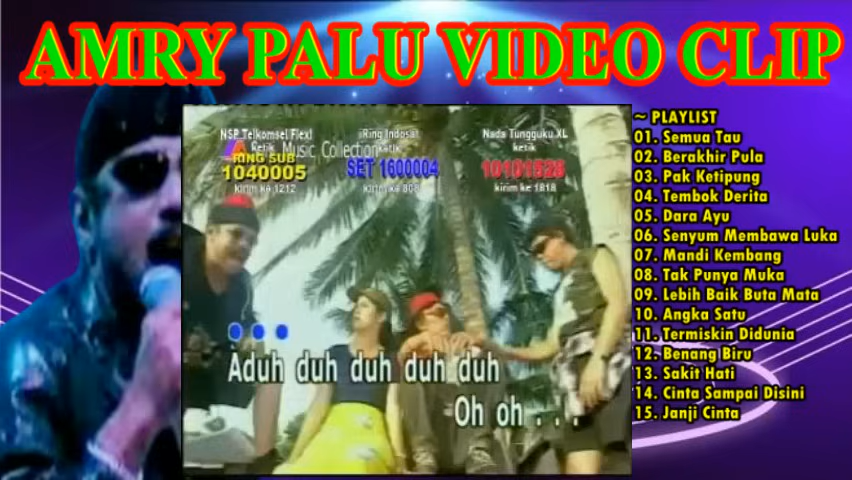 AMRY PALU VIDEO CLIP
NSP Telkomsel Flexi
ketik
RING SUB
1040005
kirim ke 1212
iRing Indosat
ketik
SET 1600004
kirim ke 808
Nada Tungguku XL
ketik
10101528
kirim ke 1818
Music Collection
Aduh duh duh duh duh
Oh oh . . .
~ PLAYLIST
01. Semua Tau
02. Berakhir Pula
03. Pak Ketipung
04. Tembok Derita
05. Dara Ayu
06. Senyum Membawa Luka
07. Mandi Kembang
08. Tak Punya Muka
09. Lebih Baik Buta Mata
10. Angka Satu
11. Termiskin Didunia
12. Benang Biru
13. Sakit Hati
14. Cinta Sampai Disini
15. Janji Cinta